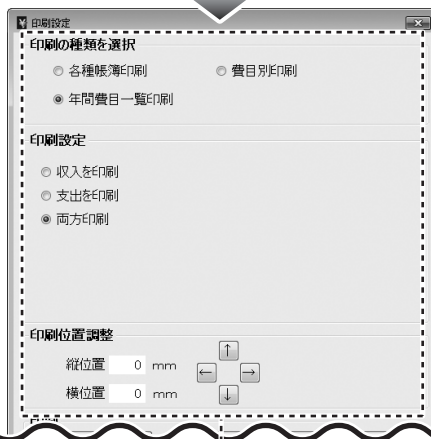 印刷設定
印刷の種類を選択
各種帳簿印刷 費目別印刷
年間費目一覧印刷
印刷設定
収入を印刷
支出を印刷
両方印刷
印刷位置調整
縦位置 0 mm ↑
← →
横位置 0 mm ↓